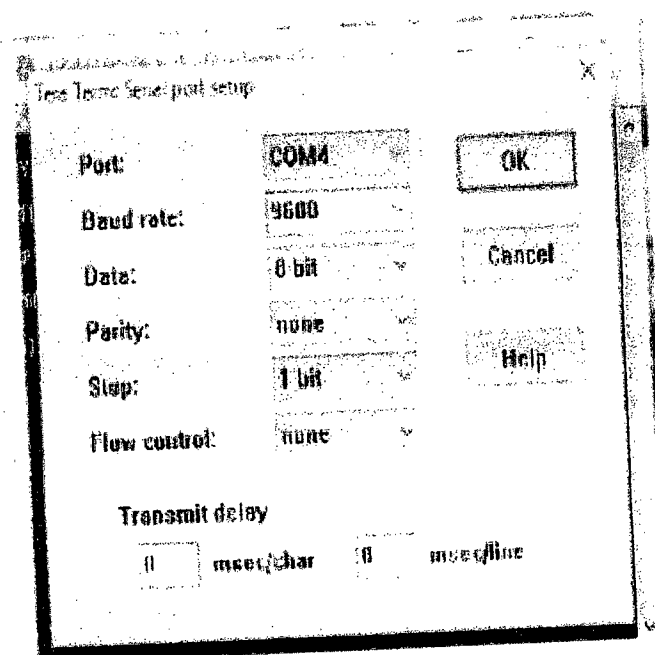 Tera Term: Serial port setup
Port: COM4 OK
Baud rate: 9600
Data: 8 bit Cancel
Parity: none
Stop: 1 bit Help
Flow control: none
Transmit delay
0 msec/char 0 msec/line